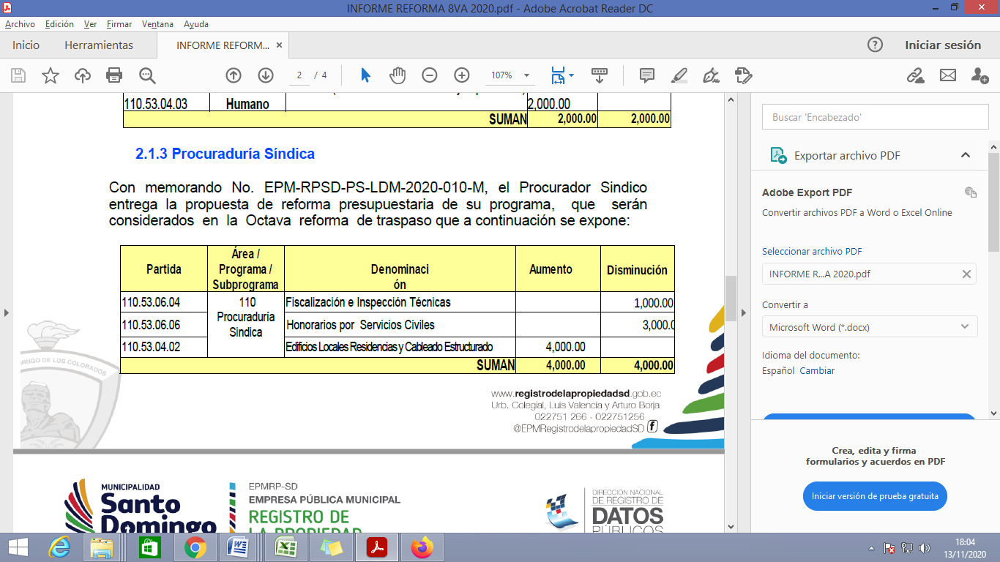 INFORME REFORMA 8VA 2020.pdf - Adobe Acrobat Reader DC
Archivo Edición Ver Firmar Ventana Ayuda
Inicio Herramientas INFORME REFORM... × Iniciar sesión
2 / 4 107%
110.53.04.03 Humano 2,000.00
SUMAN 2,000.00 2,000.00
2.1.3 Procuraduría Síndica
Con memorando No. EPM-RPSD-PS-LDM-2020-010-M, el Procurador Sindico
entrega la propuesta de reforma presupuestaria de su programa, que serán
considerados en la Octava reforma de traspaso que a continuación se expone:
Partida Área / Programa / Subprograma Denominaci ón Aumento Disminución
110.53.06.04 110 Procuraduría Sindica Fiscalización e Inspección Técnicas 1,000.00
110.53.06.06 Honorarios por Servicios Civiles 3,000.0
110.53.04.02 Edificios Locales Residencias y Cableado Estructurado 4,000.00
SUMAN 4,000.00 4,000.00
MINGO DE LOS COLORADOS
www.registrodelapropiedadsd.gob.ec
Urb. Colegial, Luis Valencia y Arturo Borja
022751 266 - 022751256
@EPMRegistrodelapropiedadSD
MUNICIPALIDAD
Santo
Domingo
EPMRP-SD
EMPRESA PÚBLICA MUNICIPAL
REGISTRO DE
LA PROPIEDAD
DIRECCIÓN NACIONAL
DE REGISTRO DE
DATOS
PÚBLICOS
Buscar 'Encabezado'
Exportar archivo PDF
Adobe Export PDF
Convertir archivos PDF a Word o Excel Online
Seleccionar archivo PDF
INFORME R...A 2020.pdf
Convertir a
Microsoft Word (*.docx)
Idioma del documento:
Español Cambiar
Crea, edita y firma
formularios y acuerdos en PDF
Iniciar versión de prueba gratuita
18:04
13/11/2020